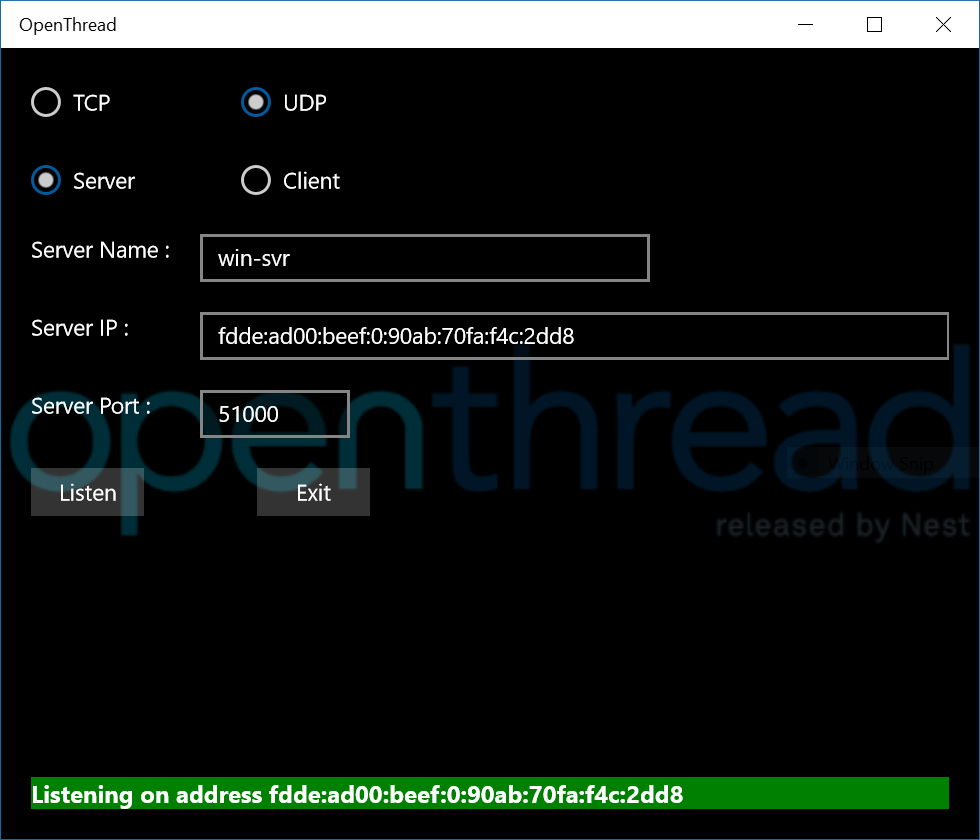 OpenThread
TCP UDP
Server Client
Server Name : win-svr
Server IP : fdde:ad00:beef:0:90ab:70fa:f4c:2dd8
Server Port : 51000
openthread
Window Snip
Listen Exit
released by Nest
Listening on address fdde:ad00:beef:0:90ab:70fa:f4c:2dd8